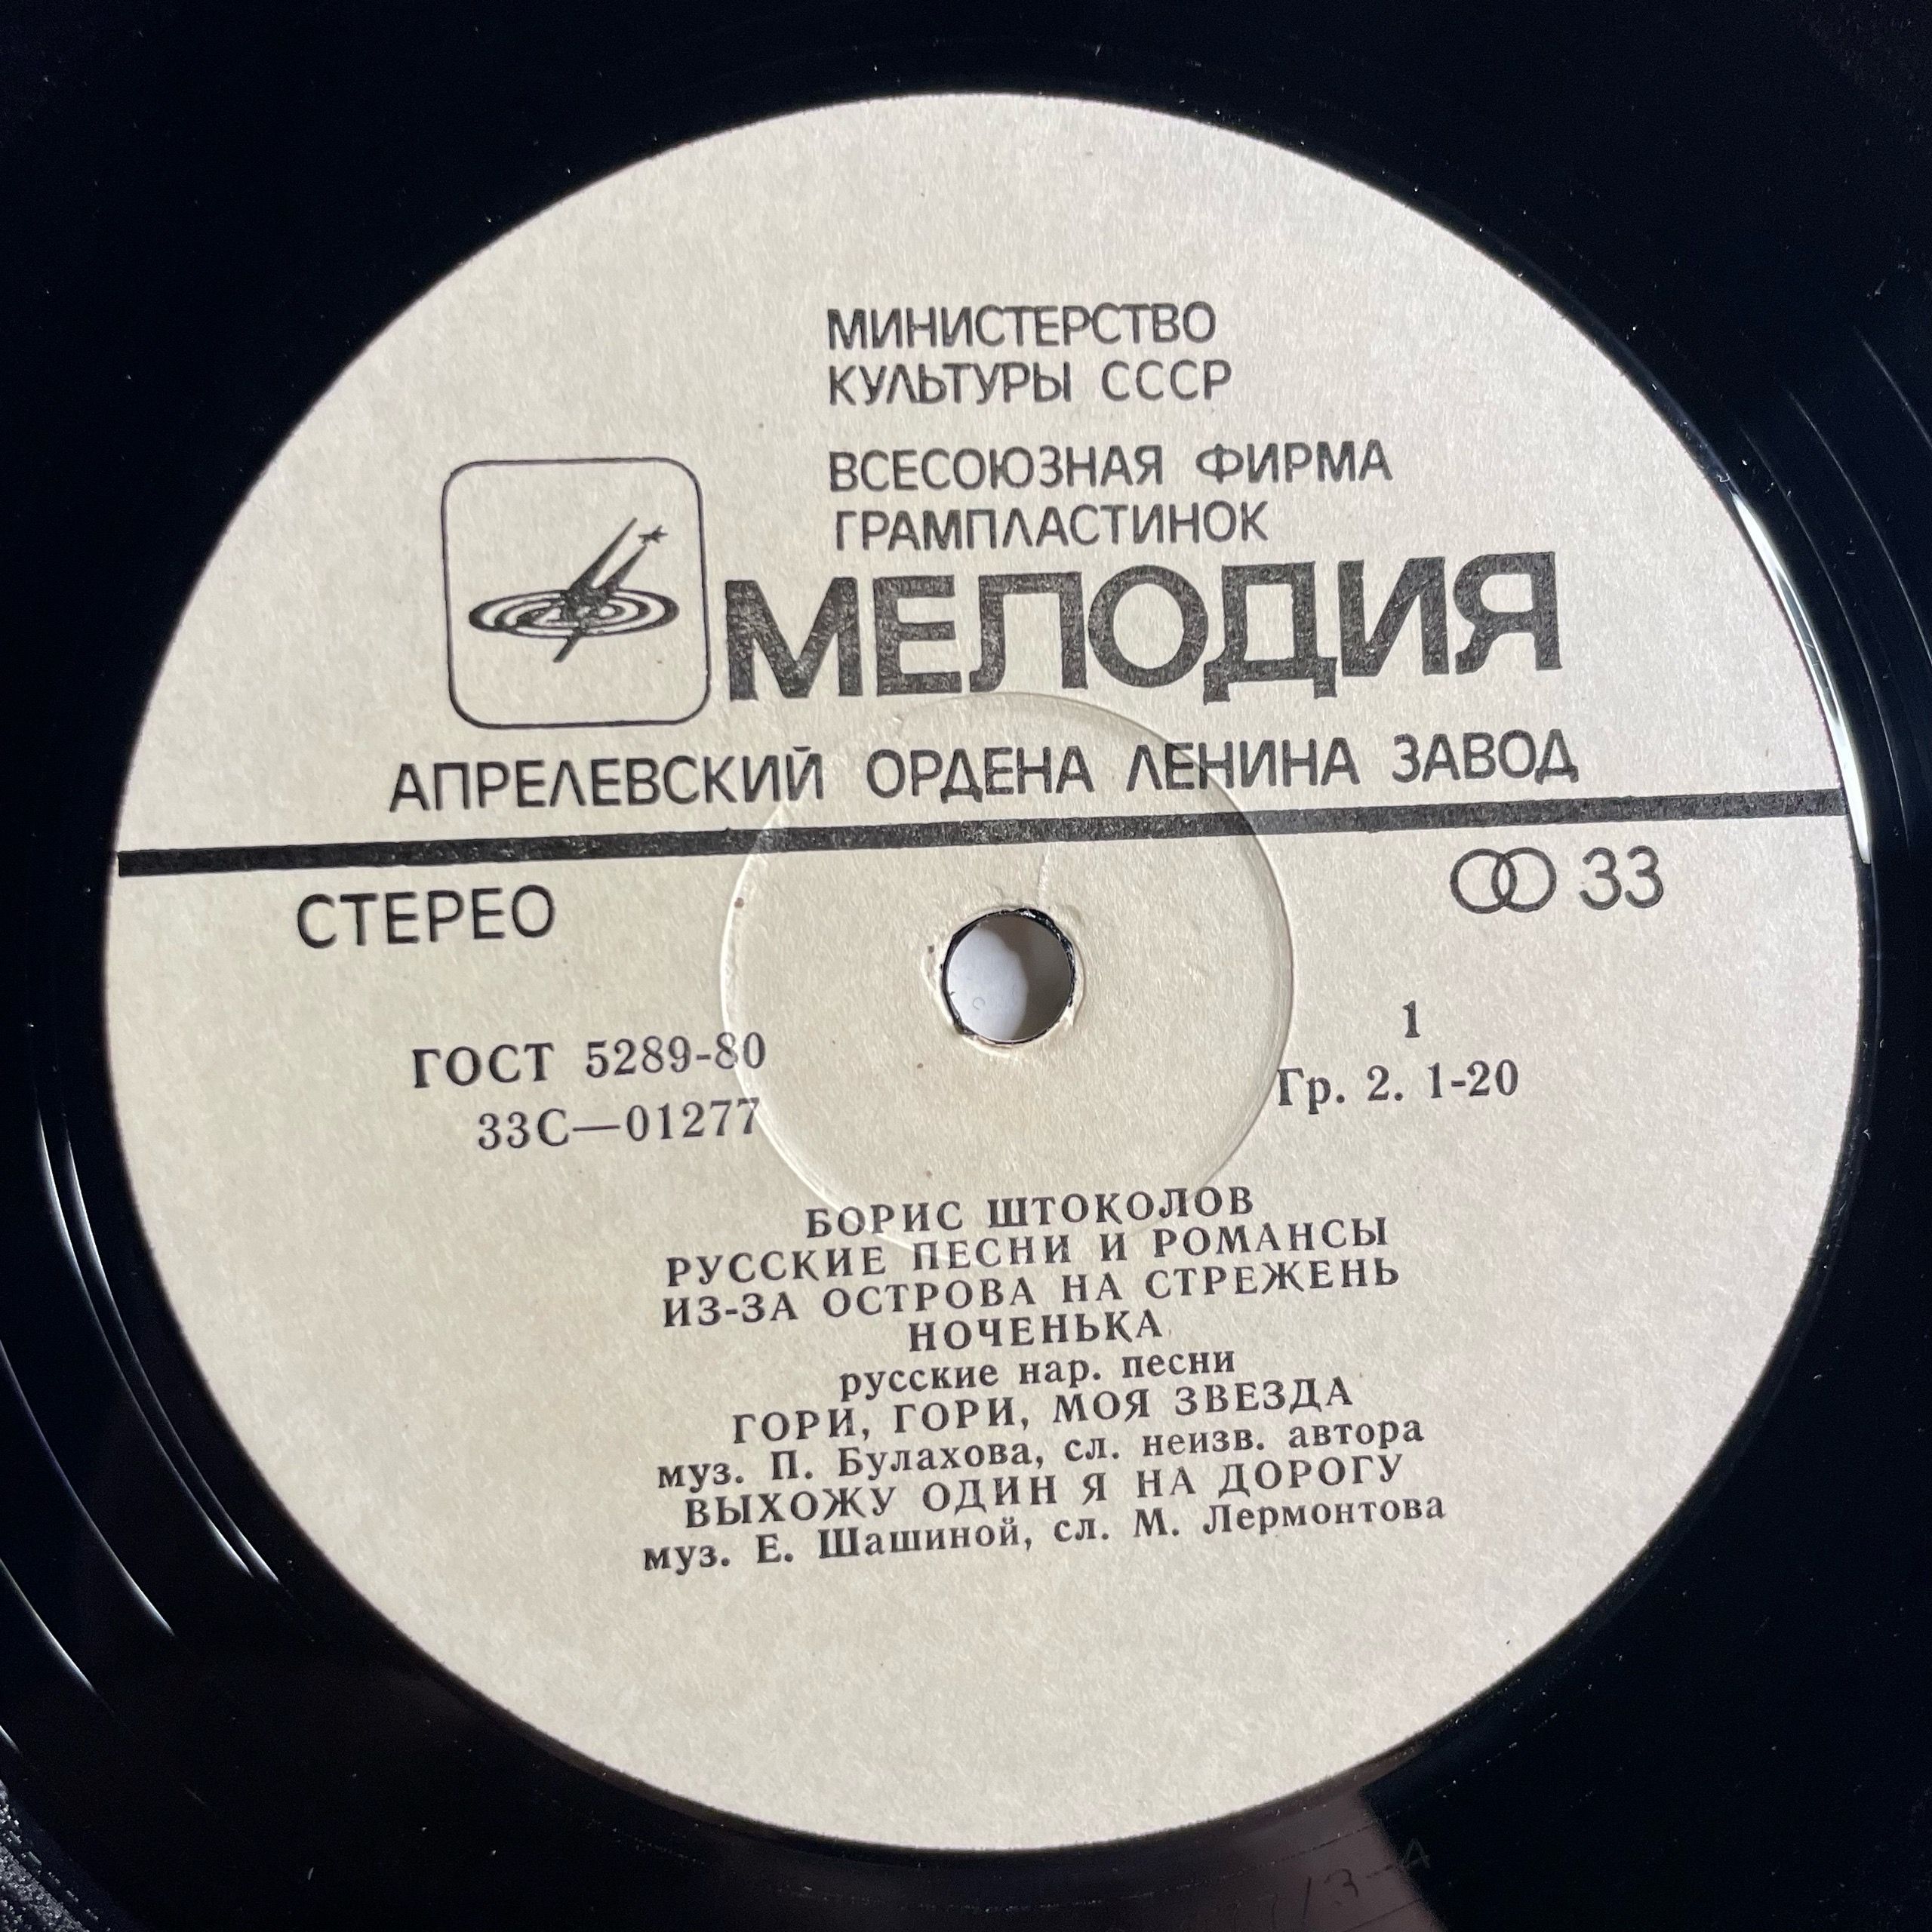 МИНИСТЕРСТВО
КУЛЬТУРЫ СССР
ВСЕСОЮЗНАЯ ФИРМА
ГРАМПЛАСТИНОК
МЕЛОДИЯ
АПРЕЛЕВСКИЙ ОРДЕНА ЛЕНИНА ЗАВОД
СТЕРЕО
33
ГОСТ 5289-80
33С—01277
1
Гр. 2. 1-20
БОРИС ШТОКОЛОВ
РУССКИЕ ПЕСНИ И РОМАНСЫ
ИЗ-ЗА ОСТРОВА НА СТРЕЖЕНЬ
НОЧЕНЬКА
русские нар. песни
ГОРИ, ГОРИ, МОЯ ЗВЕЗДА
муз. П. Булахова, сл. неизв. автора
ВЫХОЖУ ОДИН Я НА ДОРОГУ
муз. Е. Шашиной, сл. М. Лермонтова